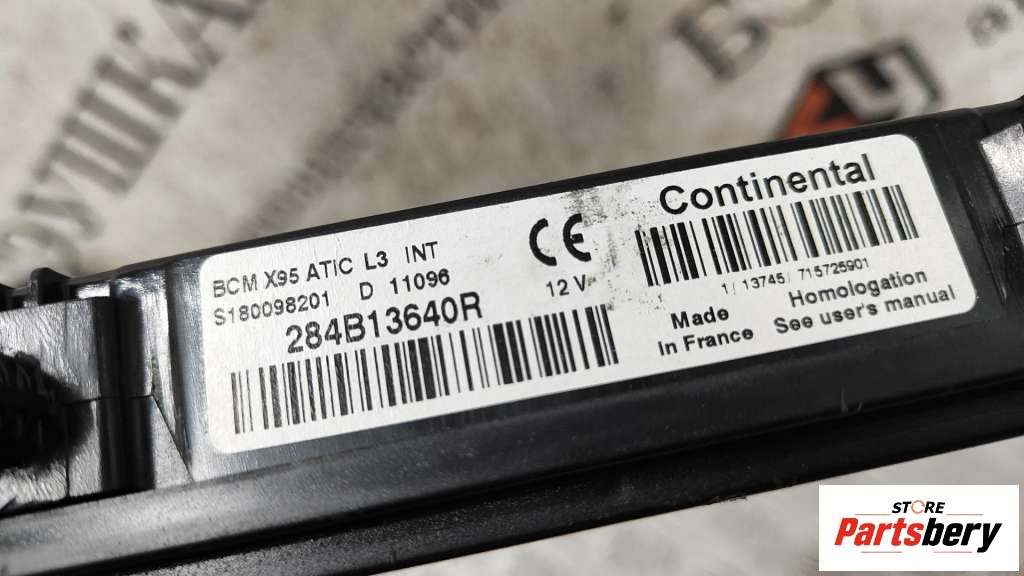 BCM X95 ATIC L3 INT
S180098201 D 11096
284B13640R
CE
12 V
Continental
1 / 13745 / 715725901
Made
In France
Homologation
See user's manual
STORE
Partsbery